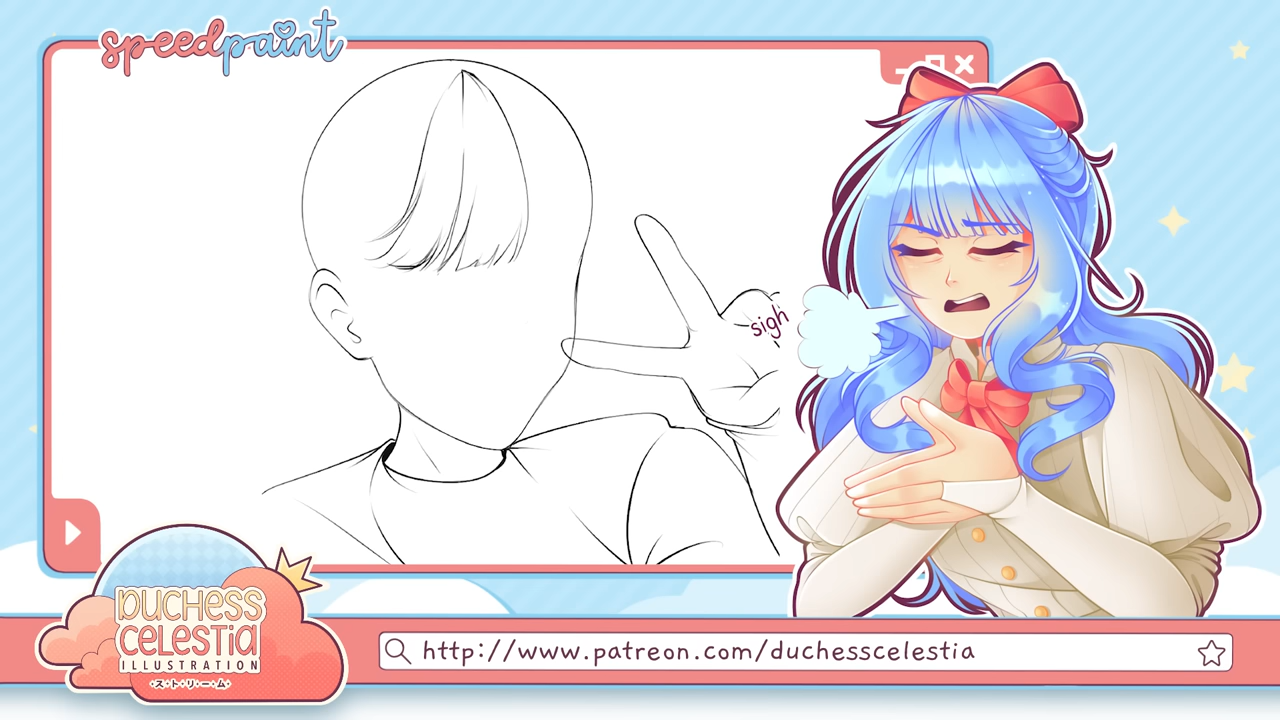 speedpaint
sigh
DUCHESS
CELESTIA
ILLUSTRATION
・ス・ト・リ・ー・ム・
http://www.patreon.com/duchesscelestia